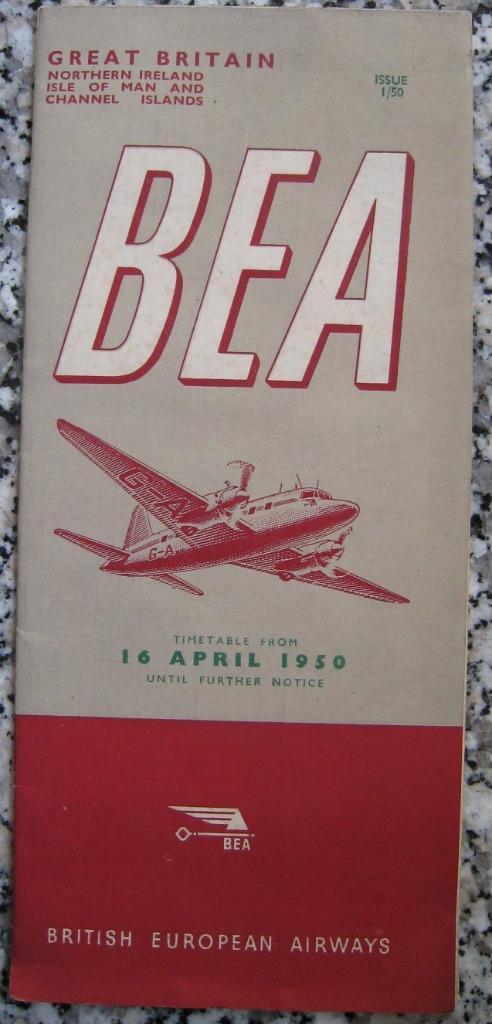 GREAT BRITAIN
NORTHERN IRELAND
ISLE OF MAN AND
CHANNEL ISLANDS
ISSUE
1/50
BEA
G-A
G-A
TIMETABLE FROM
16 APRIL 1950
UNTIL FURTHER NOTICE
BEA
BRITISH EUROPEAN AIRWAYS